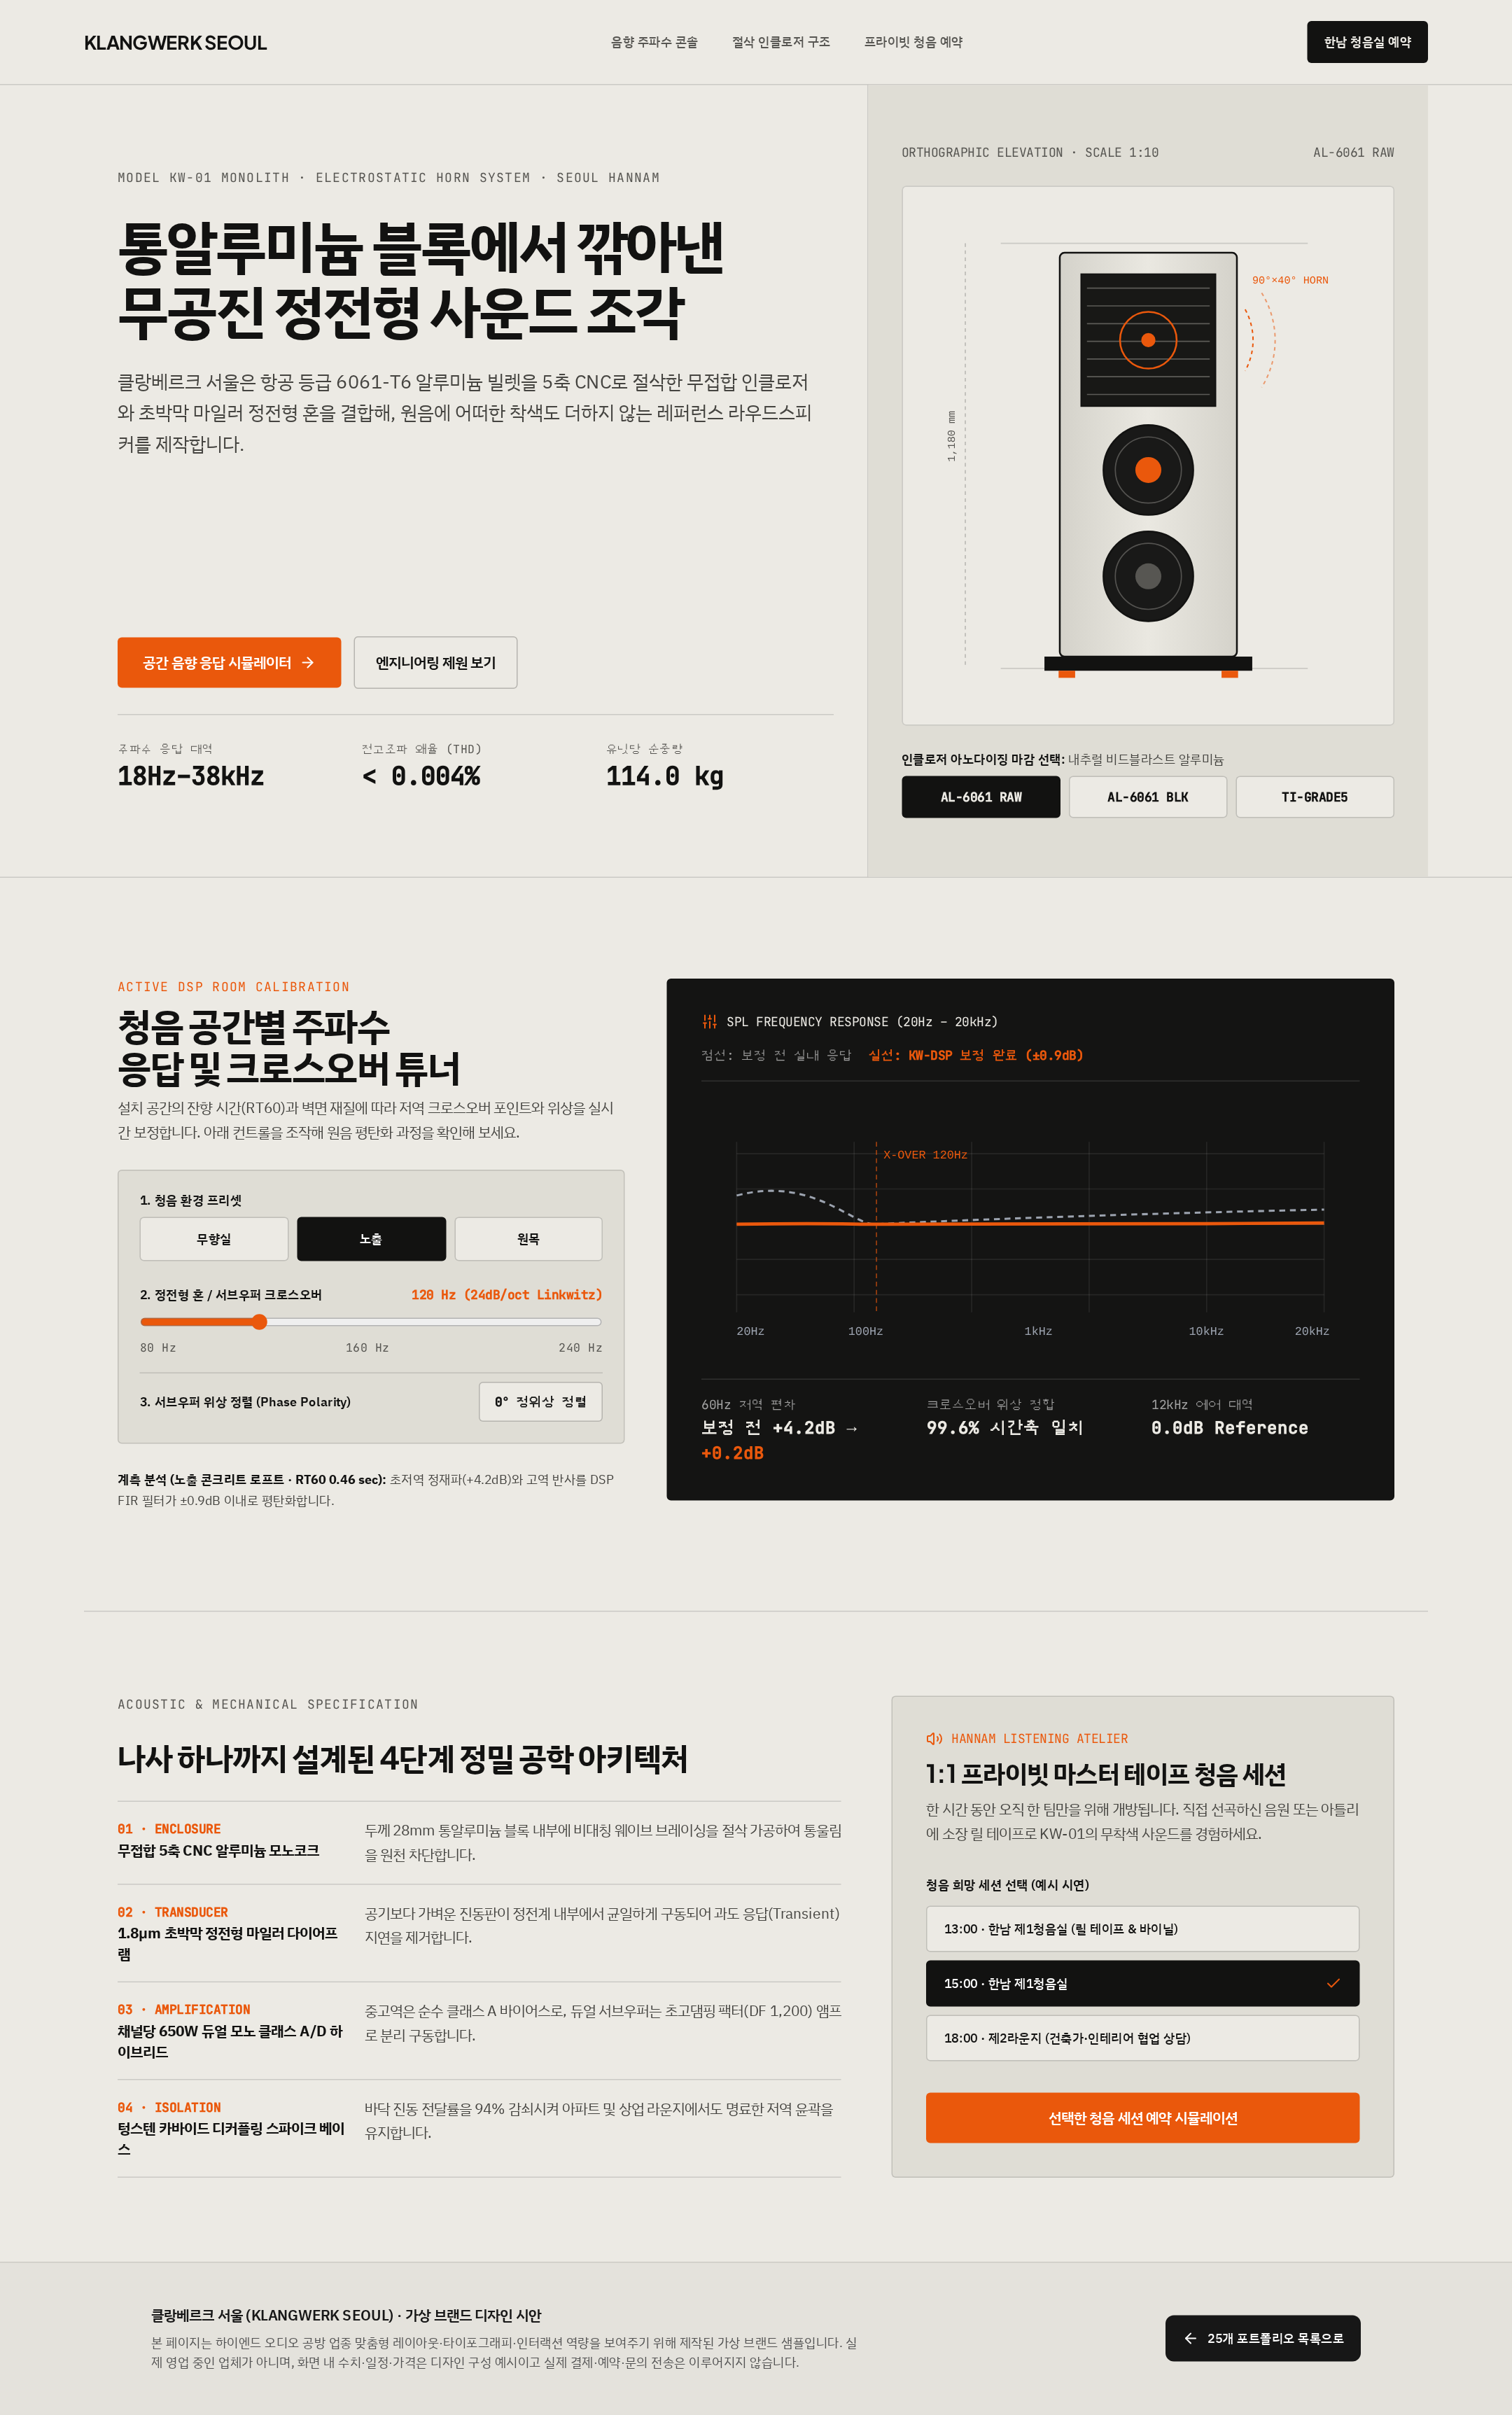 KLANGWERK SEOUL
음향 주파수 콘솔
절삭 인클로저 구조
프라이빗 청음 예약
한남 청음실 예약
MODEL KW-01 MONOLITH · ELECTROSTATIC HORN SYSTEM · SEOUL HANNAM
통알루미늄 블록에서 깎아낸
무공진 정전형 사운드 조각
클랑베르크 서울은 항공 등급 6061-T6 알루미늄 빌렛을 5축 CNC로 절삭한 무접합 인클로저
와 초박막 마일러 정전형 혼을 결합해, 원음에 어떠한 착색도 더하지 않는 레퍼런스 라우드스피
커를 제작합니다.
공간 음향 응답 시뮬레이터 →
엔지니어링 제원 보기
주파수 응답 대역
18Hz–38kHz
전고조파 왜율 (THD)
< 0.004%
유닛당 순중량
114.0 kg
ORTHOGRAPHIC ELEVATION · SCALE 1:10
AL-6061 RAW
90°×40° HORN
1,180 mm
인클로저 아노다이징 마감 선택: 내추럴 비드블라스트 알루미늄
AL-6061 RAW
AL-6061 BLK
TI-GRADE5
ACTIVE DSP ROOM CALIBRATION
청음 공간별 주파수
응답 및 크로스오버 튜너
설치 공간의 잔향 시간(RT60)과 벽면 재질에 따라 저역 크로스오버 포인트와 위상을 실시
간 보정합니다. 아래 컨트롤을 조작해 원음 평탄화 과정을 확인해 보세요.
1. 청음 환경 프리셋
무향실
노출
원목
2. 정전형 혼 / 서브우퍼 크로스오버
120 Hz (24dB/oct Linkwitz)
80 Hz
160 Hz
240 Hz
3. 서브우퍼 위상 정렬 (Phase Polarity)
0° 정위상 정렬
계측 분석 (노출 콘크리트 로프트 · RT60 0.46 sec): 초저역 정재파(+4.2dB)와 고역 반사를 DSP
FIR 필터가 ±0.9dB 이내로 평탄화합니다.
SPL FREQUENCY RESPONSE (20Hz – 20kHz)
점선: 보정 전 실내 응답
실선: KW-DSP 보정 완료 (±0.9dB)
X-OVER 120Hz
20Hz
100Hz
1kHz
10kHz
20kHz
60Hz 저역 편차
보정 전 +4.2dB →
+0.2dB
크로스오버 위상 정합
99.6% 시간축 일치
12kHz 에어 대역
0.0dB Reference
ACOUSTIC & MECHANICAL SPECIFICATION
나사 하나까지 설계된 4단계 정밀 공학 아키텍처
01 · ENCLOSURE
무접합 5축 CNC 알루미늄 모노코크
두께 28mm 통알루미늄 블록 내부에 비대칭 웨이브 브레이싱을 절삭 가공하여 통울림
을 원천 차단합니다.
02 · TRANSDUCER
1.8μm 초박막 정전형 마일러 다이어프
램
공기보다 가벼운 진동판이 정전계 내부에서 균일하게 구동되어 과도 응답(Transient)
지연을 제거합니다.
03 · AMPLIFICATION
채널당 650W 듀얼 모노 클래스 A/D 하
이브리드
중고역은 순수 클래스 A 바이어스로, 듀얼 서브우퍼는 초고댐핑 팩터(DF 1,200) 앰프
로 분리 구동합니다.
04 · ISOLATION
텅스텐 카바이드 디커플링 스파이크 베이
스
바닥 진동 전달률을 94% 감쇠시켜 아파트 및 상업 라운지에서도 명료한 저역 윤곽을
유지합니다.
HANNAM LISTENING ATELIER
1:1 프라이빗 마스터 테이프 청음 세션
한 시간 동안 오직 한 팀만을 위해 개방됩니다. 직접 선곡하신 음원 또는 아틀리
에 소장 릴 테이프로 KW-01의 무착색 사운드를 경험하세요.
청음 희망 세션 선택 (예시 시연)
13:00 · 한남 제1청음실 (릴 테이프 & 바이닐)
15:00 · 한남 제1청음실
18:00 · 제2라운지 (건축가·인테리어 협업 상담)
선택한 청음 세션 예약 시뮬레이션
클랑베르크 서울 (KLANGWERK SEOUL) · 가상 브랜드 디자인 시안
본 페이지는 하이엔드 오디오 공방 업종 맞춤형 레이아웃·타이포그래피·인터랙션 역량을 보여주기 위해 제작된 가상 브랜드 샘플입니다. 실
제 영업 중인 업체가 아니며, 화면 내 수치·일정·가격은 디자인 구성 예시이고 실제 결제·예약·문의 전송은 이루어지지 않습니다.
← 25개 포트폴리오 목록으로